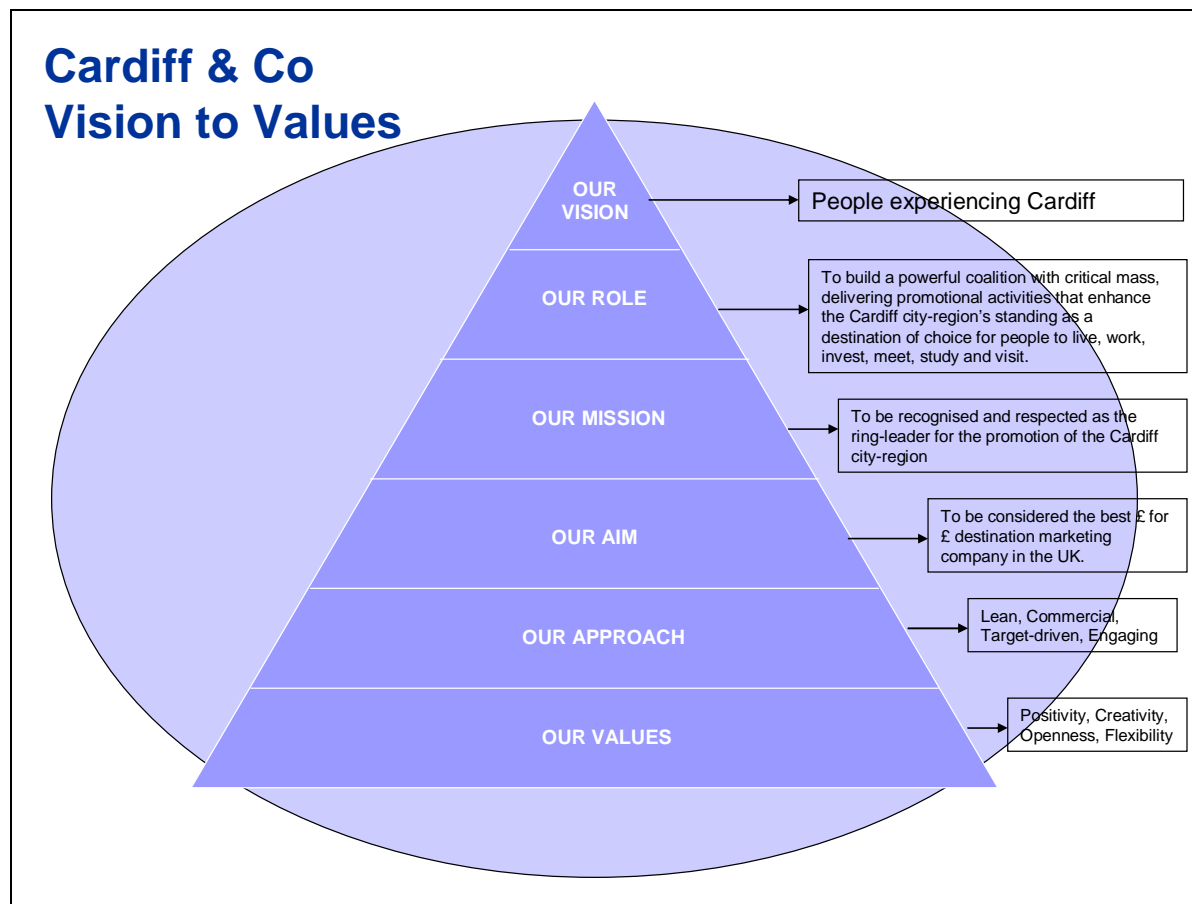 Cardiff & Co
Vision to Values
OUR
VISION
People experiencing Cardiff
OUR ROLE
To build a powerful coalition with critical mass,
delivering promotional activities that enhance
the Cardiff city-region's standing as a
destination of choice for people to live, work,
invest, meet, study and visit.
OUR MISSION
To be recognised and respected as the
ring-leader for the promotion of the Cardiff
city-region
OUR AIM
To be considered the best £ for
£ destination marketing
company in the UK.
OUR APPROACH
Lean, Commercial,
Target-driven, Engaging
OUR VALUES
Positivity, Creativity,
Openness, Flexibility